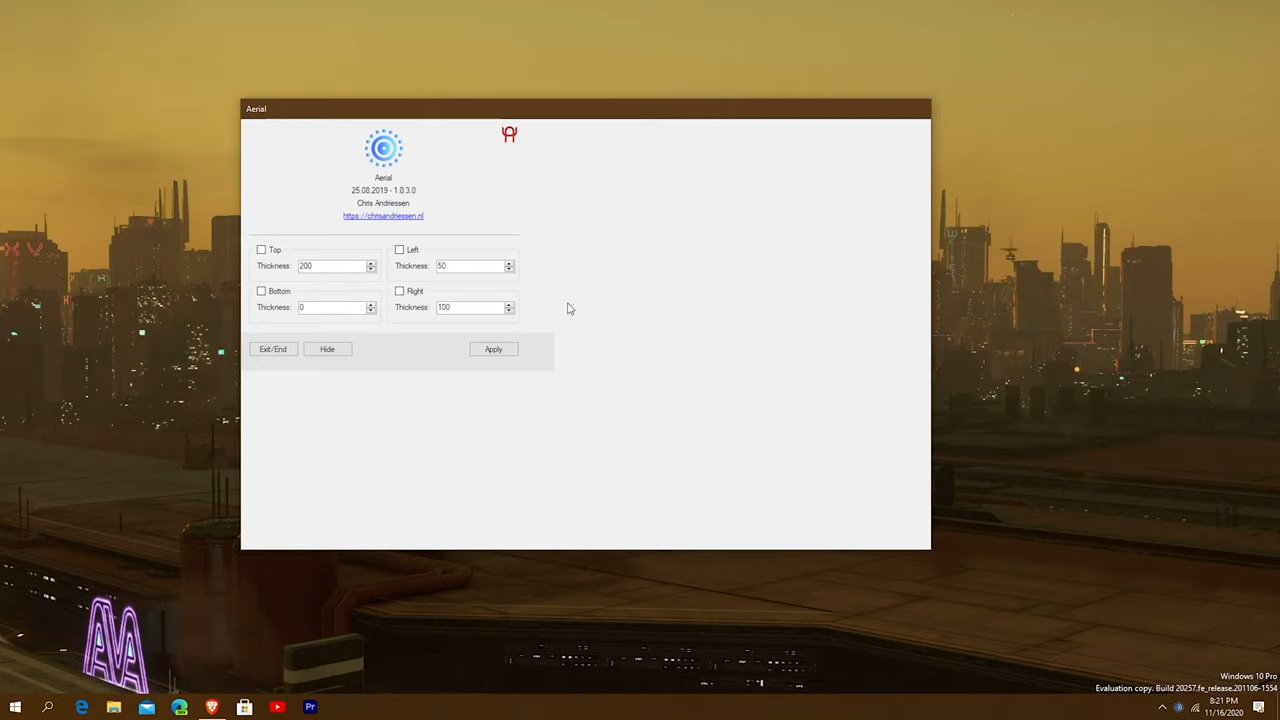 Aerial
Aerial
25.08.2019 - 1.0.3.0
Chris Andriessen
https://chrisandriessen.nl
Top
Left
Thickness: 200
Thickness: 50
Bottom
Right
Thickness: 0
Thickness: 100
Exit/End
Hide
Apply
Windows 10 Pro
Evaluation copy. Build 20257.fe_release.201106-1554
DEV
Pr
8:21 PM
11/16/2020